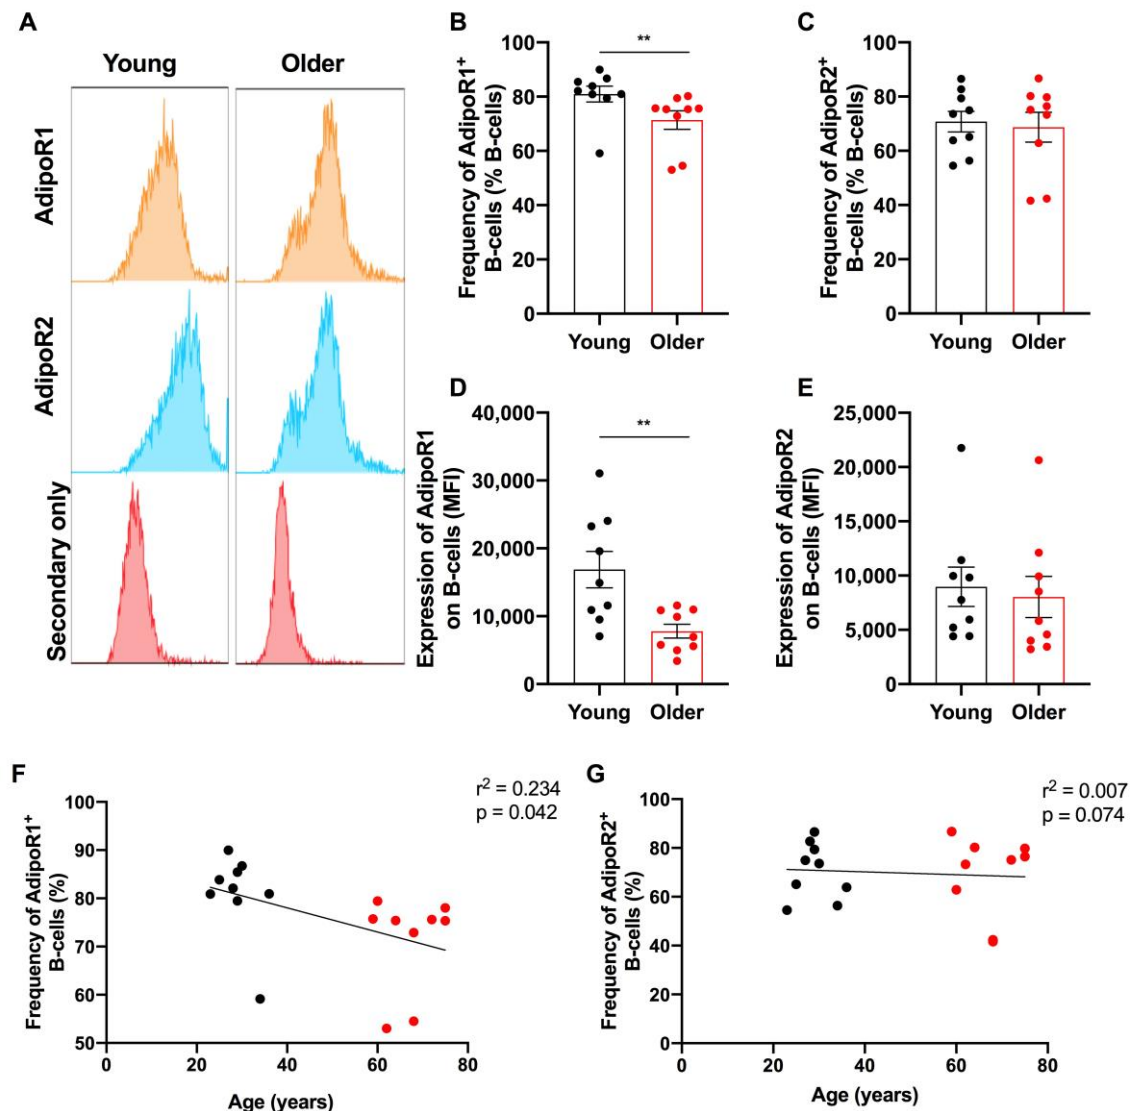 A
Young
Older
AdipoR1
AdipoR2
Secondary only
B
**
Frequency of AdipoR1+
B-cells (% B-cells)
100
80
60
40
20
0
Young
Older
C
Frequency of AdipoR2+
B-cells (% B-cells)
100
80
60
40
20
0
Young
Older
D
**
Expression of AdipoR1
on B-cells (MFI)
40,000
30,000
20,000
10,000
0
Young
Older
E
Expression of AdipoR2
on B-cells (MFI)
25,000
20,000
15,000
10,000
5,000
0
Young
Older
F
r2 = 0.234
p = 0.042
Frequency of AdipoR1+
B-cells (%)
100
90
80
70
60
50
0
20
40
60
80
Age (years)
G
r2 = 0.007
p = 0.074
Frequency of AdipoR2+
B-cells (%)
100
80
60
40
20
0
0
20
40
60
80
Age (years)